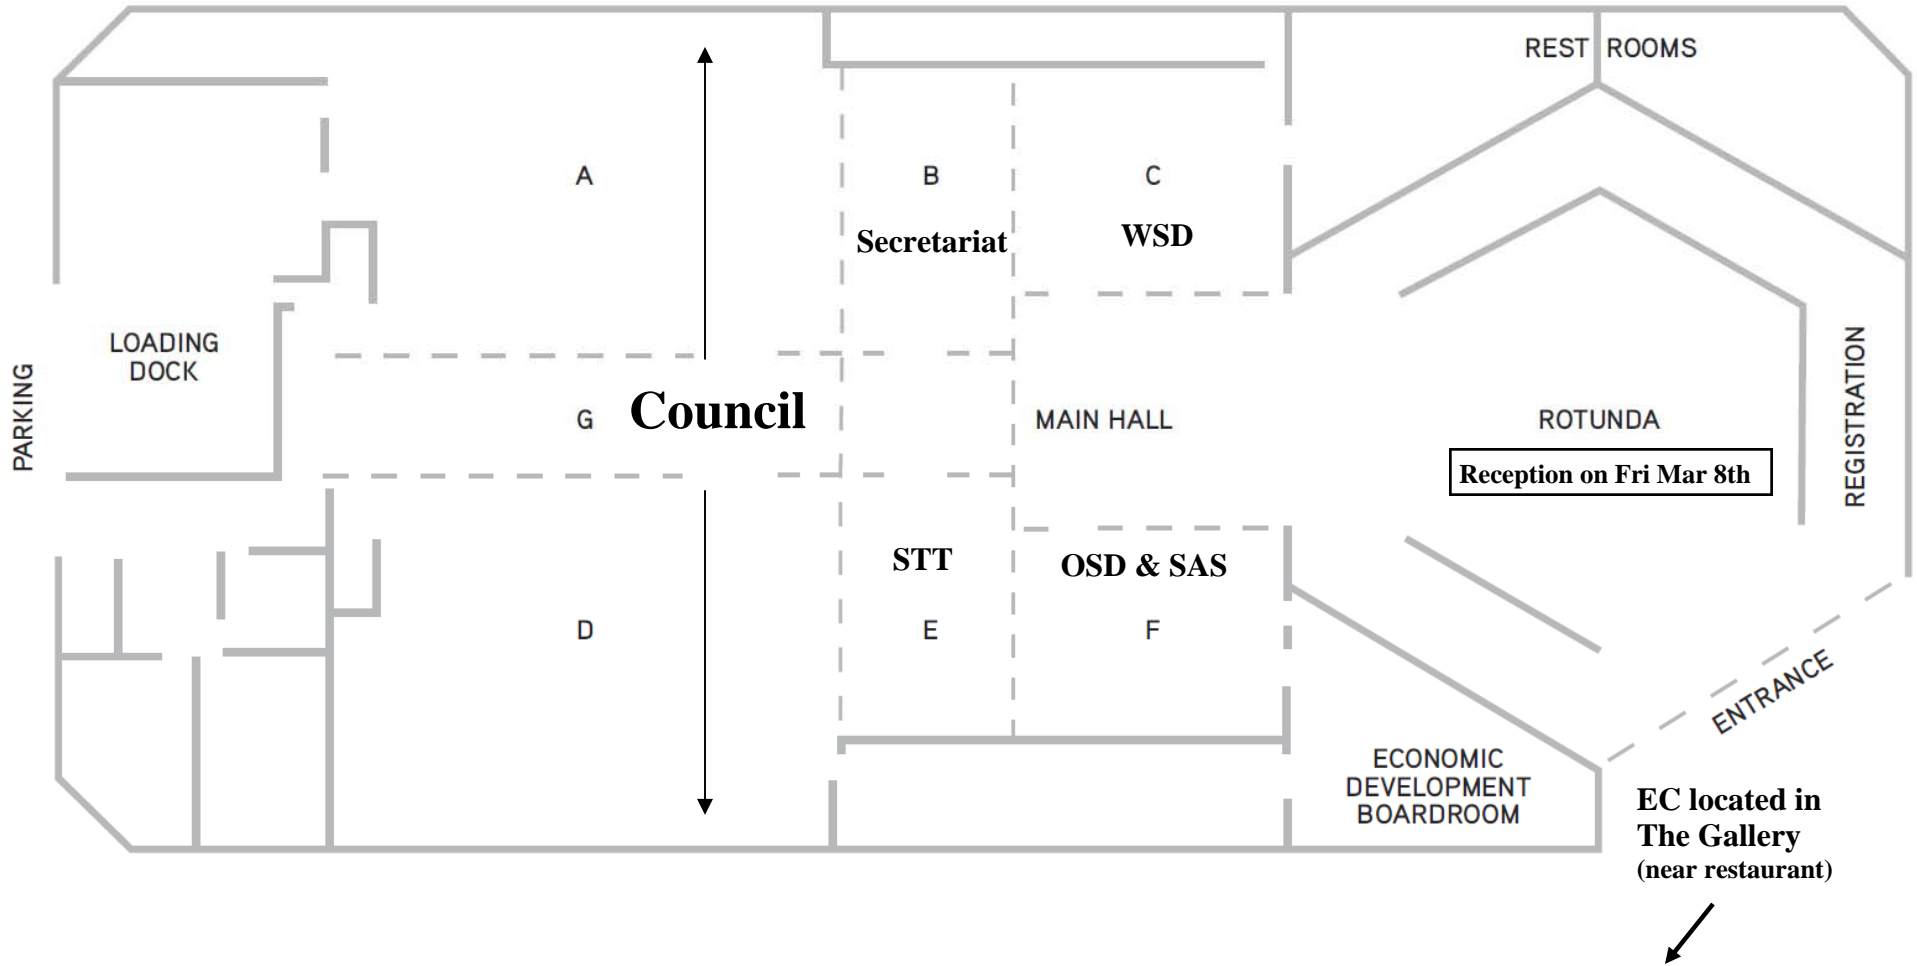 REST ROOMS
A
B
C
Secretariat
WSD
LOADING
DOCK
PARKING
G
Council
MAIN HALL
ROTUNDA
Reception on Fri Mar 8th
REGISTRATION
STT
OSD & SAS
D
E
F
ENTRANCE
ECONOMIC
DEVELOPMENT
BOARDROOM
EC located in
The Gallery
(near restaurant)